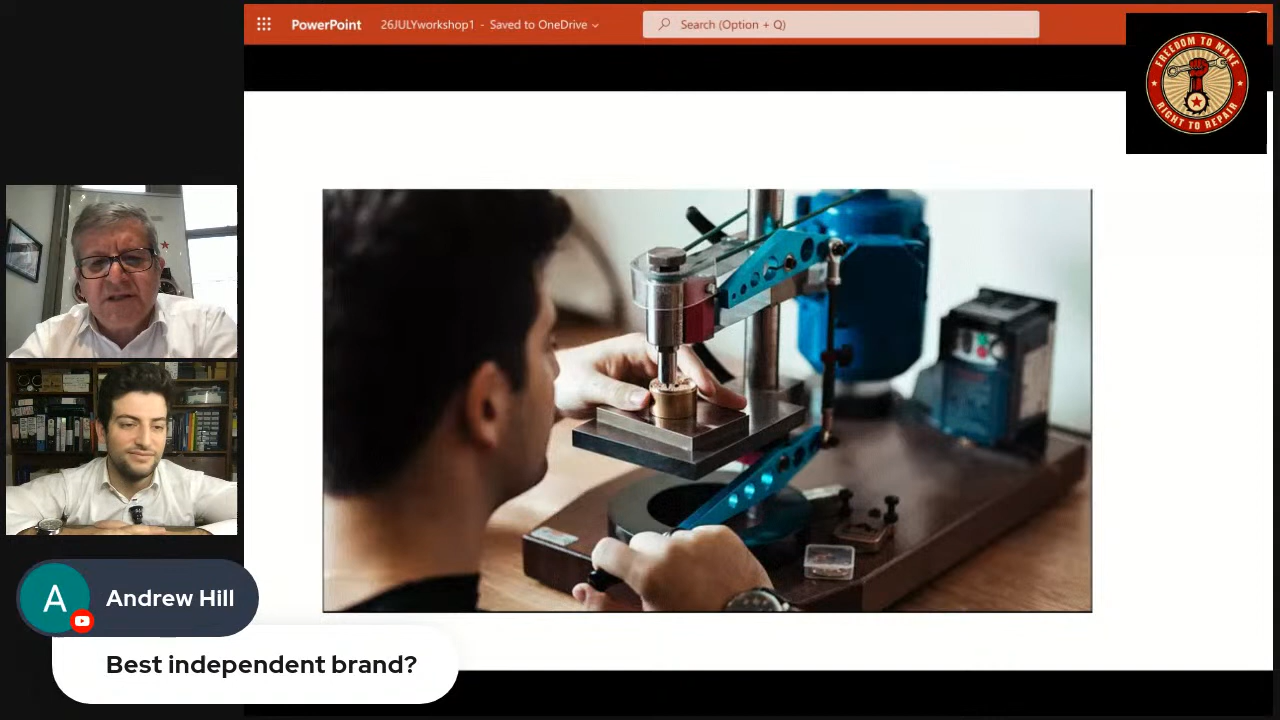 PowerPoint 26JULYworkshop1 - Saved to OneDrive
Search (Option + Q)
FREEDOM TO MAKE
RIGHT TO REPAIR
A
Andrew Hill
Best independent brand?